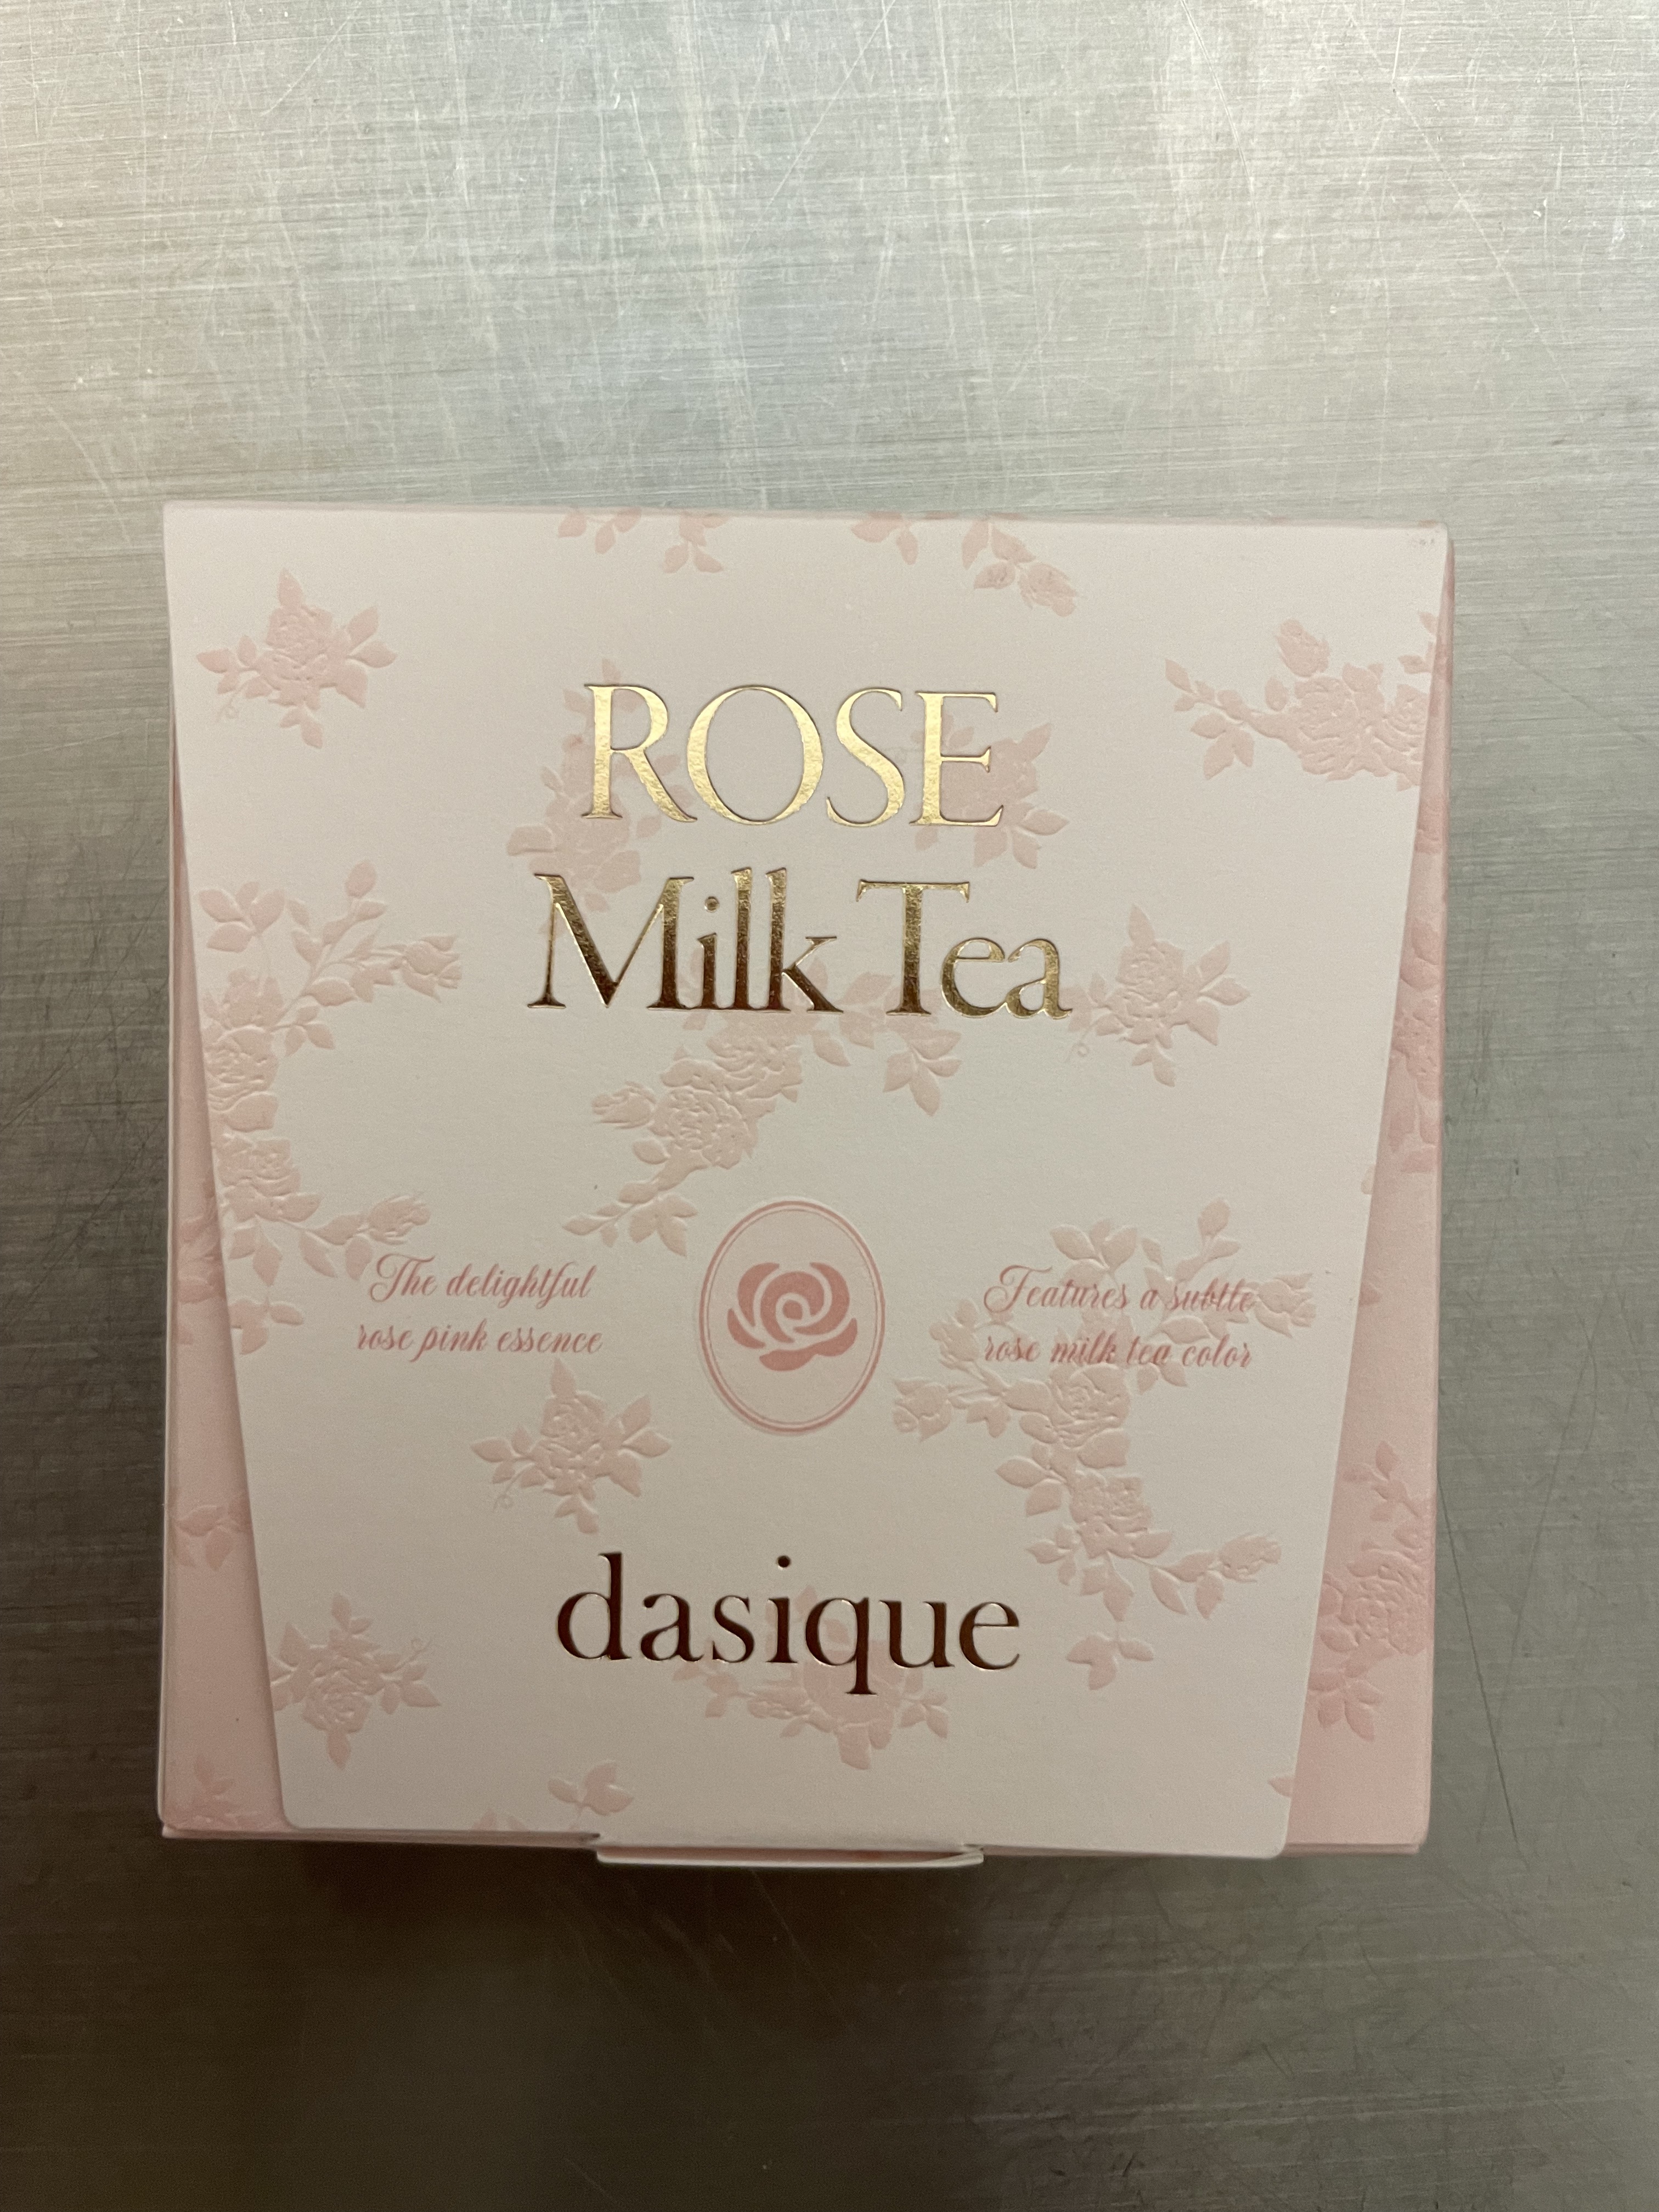 ROSE
Milk Tea
The delightful
rose pink essence
Features a subtle
rose milk tea color
dasique